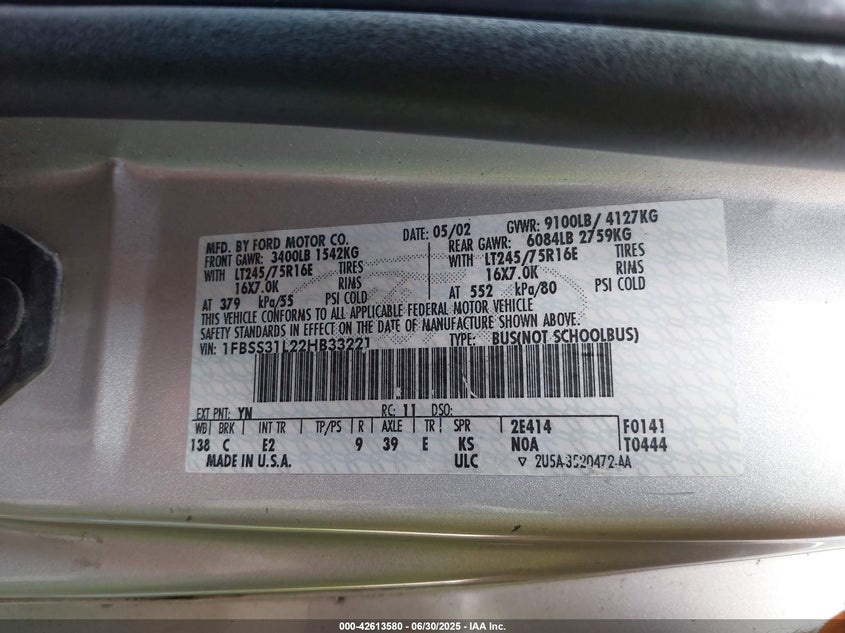 MFD. BY FORD MOTOR CO. DATE: 05/02 GVWR: 9100LB/ 4127KG
FRONT GAWR: 3400LB 1542KG REAR GAWR: 6084LB 2759KG
WITH LT245/75R16E TIRES WITH LT245/75R16E TIRES
16X7.0K RIMS 16X7.0K RIMS
AT 379 kPa/55 PSI COLD AT 552 kPa/80 PSI COLD
THIS VEHICLE CONFORMS TO ALL APPLICABLE FEDERAL MOTOR VEHICLE
SAFETY STANDARDS IN EFFECT ON THE DATE OF MANUFACTURE SHOWN ABOVE.
VIN: 1FBSS31L22HB33221 TYPE: BUS(NOT SCHOOLBUS)
EXT PNT: YN RC: 11 DSO:
WB BRK INT TR TP/PS R AXLE TR SPR 2E414 F0141
138 C E2 9 39 E KS N0A T0444
MADE IN U.S.A. ULC ▽ 2U5A-3520472-AA
000-42613580 - 06/30/2025 - IAA Inc.